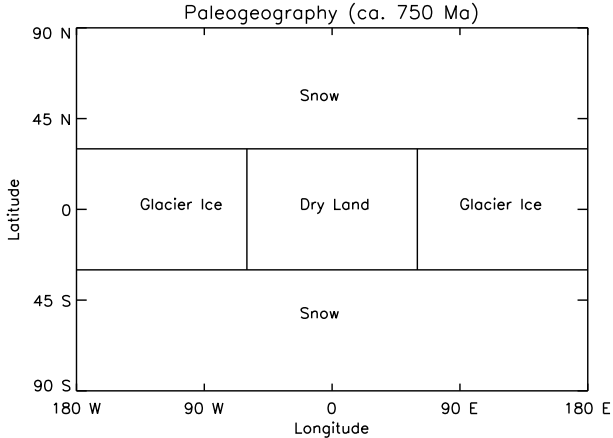 Paleogeography (ca. 750 Ma)
90 N
Snow
45 N
Glacier Ice
Dry Land
Glacier Ice
0
Latitude
45 S
Snow
90 S
180 W
90 W
0
90 E
180 E
Longitude